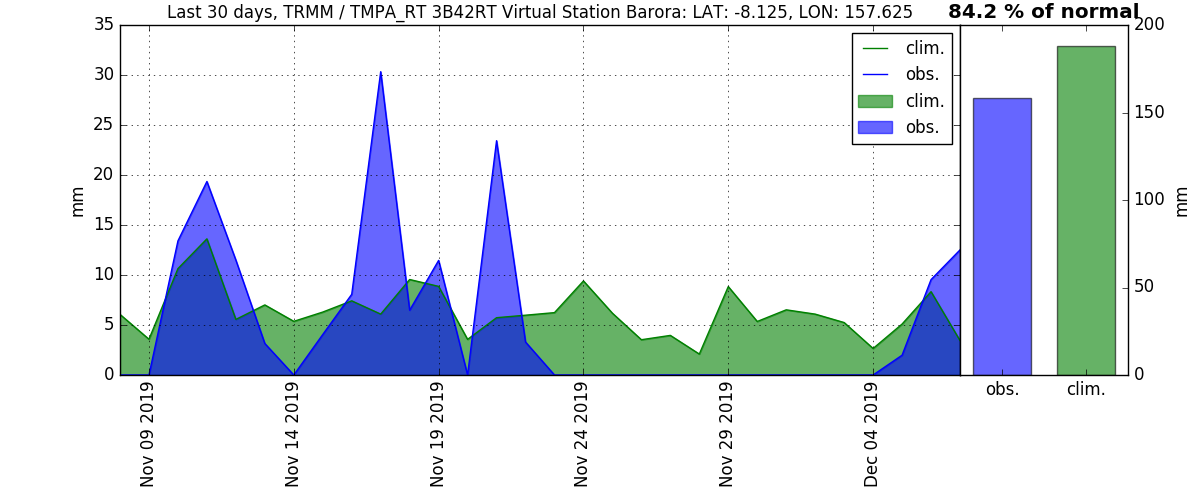 Last 30 days, TRMM / TMPA_RT 3B42RT Virtual Station Barora: LAT: -8.125, LON: 157.625
84.2 % of normal
35
30
25
20
15
10
5
0
mm
clim.
obs.
clim.
obs.
200
150
100
50
0
mm
obs.
clim.
Nov 09 2019
Nov 14 2019
Nov 19 2019
Nov 24 2019
Nov 29 2019
Dec 04 2019